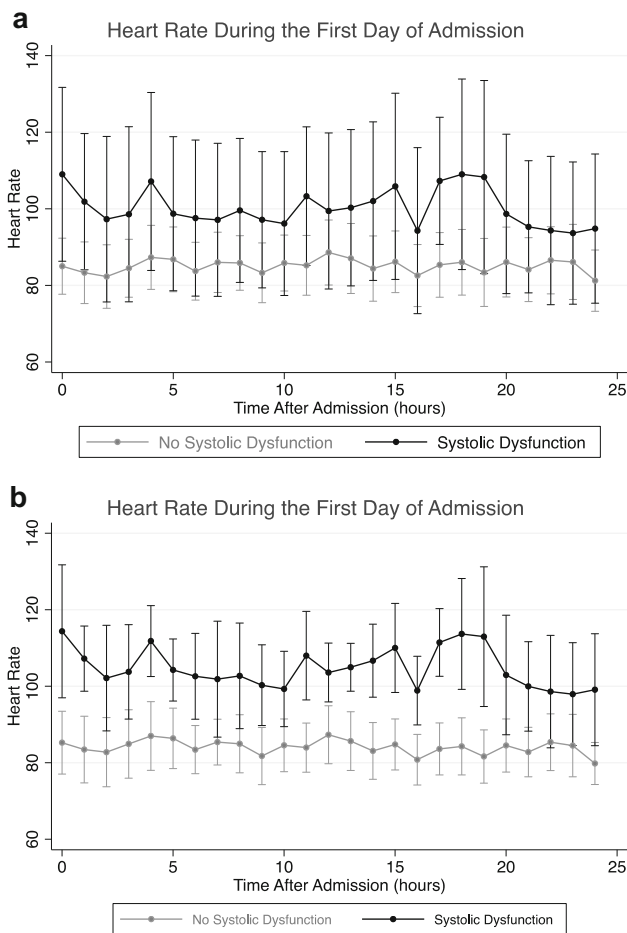 a
Heart Rate During the First Day of Admission
140
120
100
80
60
Heart Rate
0 5 10 15 20 25
Time After Admission (hours)
No Systolic Dysfunction Systolic Dysfunction
b
Heart Rate During the First Day of Admission
140
120
100
80
60
Heart Rate
0 5 10 15 20 25
Time After Admission (hours)
No Systolic Dysfunction Systolic Dysfunction